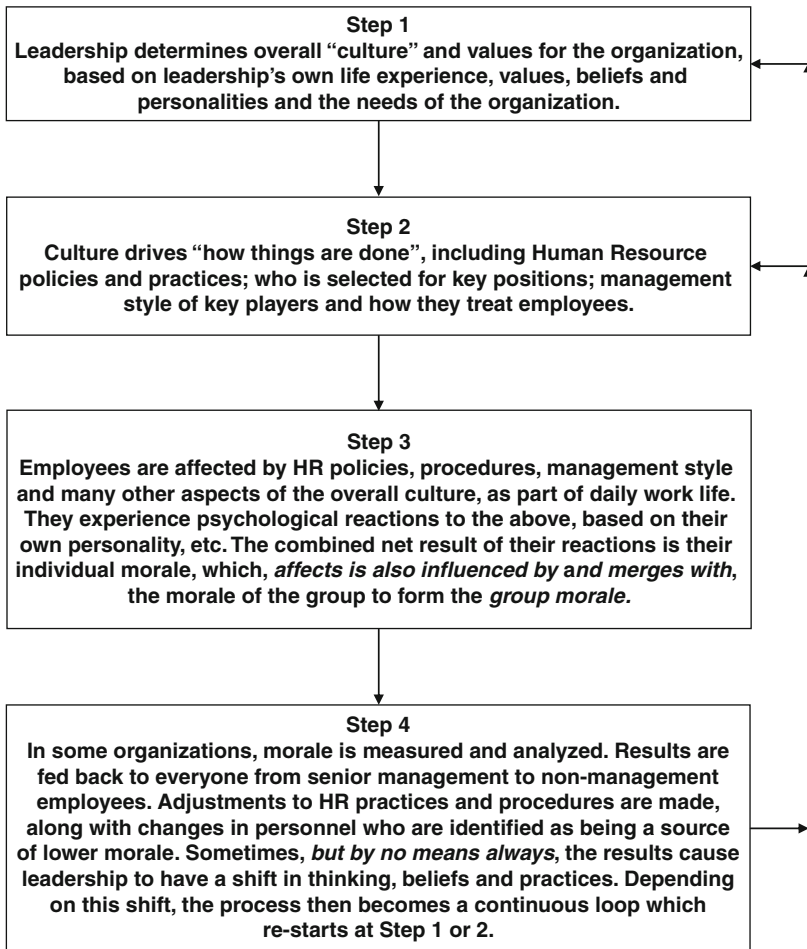 Step 1
Leadership determines overall “culture” and values for the organization,
based on leadership’s own life experience, values, beliefs and
personalities and the needs of the organization.
Step 2
Culture drives “how things are done”, including Human Resource
policies and practices; who is selected for key positions; management
style of key players and how they treat employees.
Step 3
Employees are affected by HR policies, procedures, management style
and many other aspects of the overall culture, as part of daily work life.
They experience psychological reactions to the above, based on their
own personality, etc. The combined net result of their reactions is their
individual morale, which, affects is also influenced by and merges with,
the morale of the group to form the group morale.
Step 4
In some organizations, morale is measured and analyzed. Results are
fed back to everyone from senior management to non-management
employees. Adjustments to HR practices and procedures are made,
along with changes in personnel who are identified as being a source
of lower morale. Sometimes, but by no means always, the results cause
leadership to have a shift in thinking, beliefs and practices. Depending
on this shift, the process then becomes a continuous loop which
re-starts at Step 1 or 2.